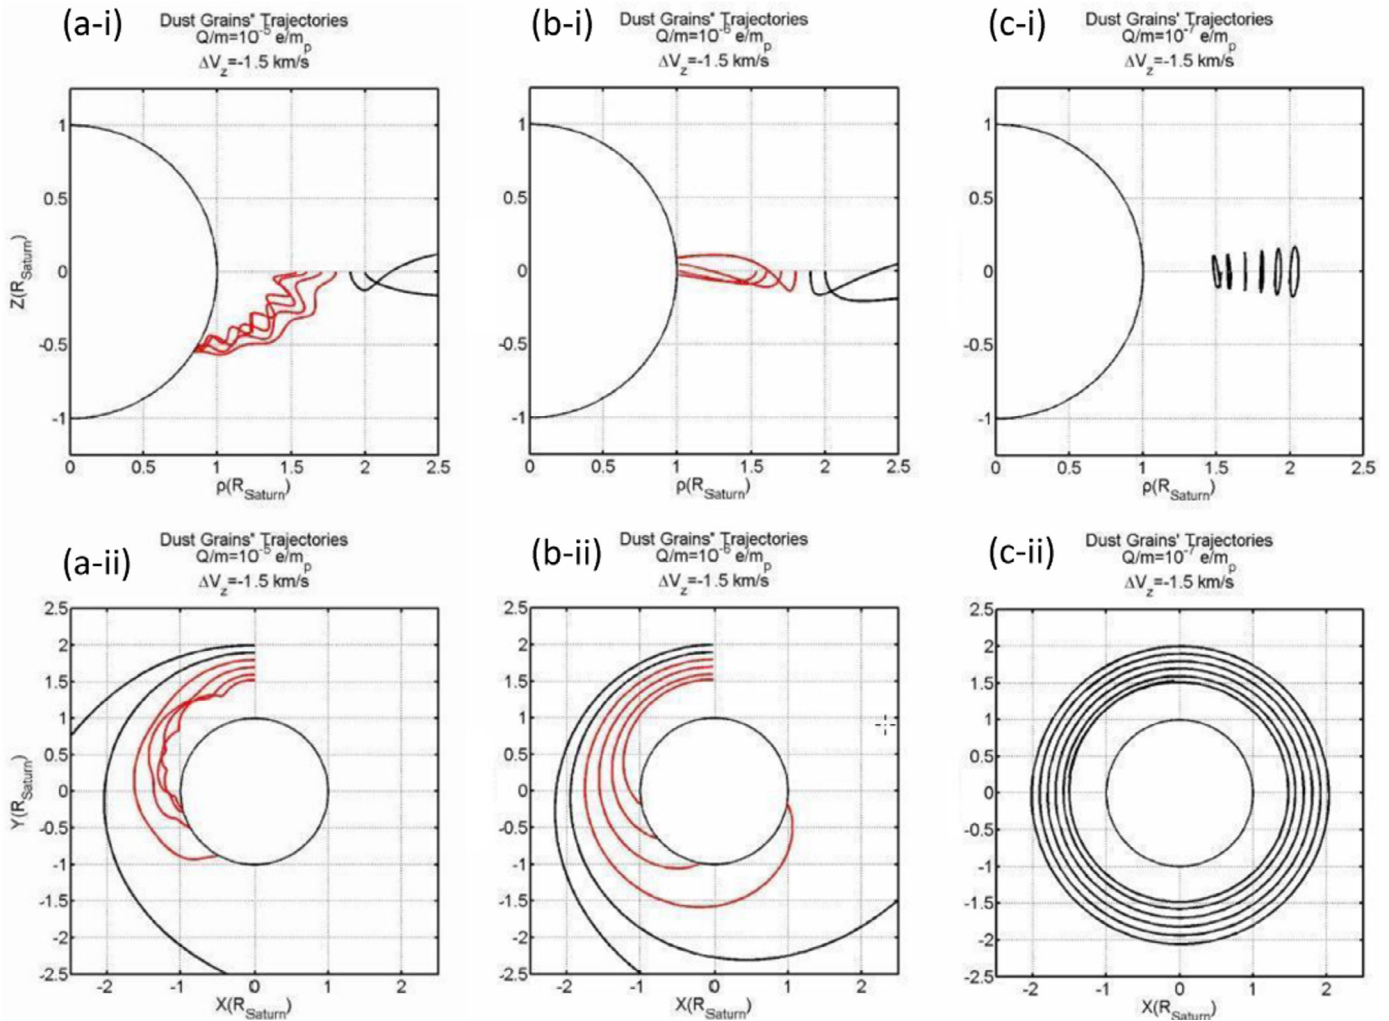 (a-i)
Dust Grains' Trajectories
Q/m=10^-5 e/m_p
ΔV_z=-1.5 km/s
(b-i)
Dust Grains' Trajectories
Q/m=10^-6 e/m_p
ΔV_z=-1.5 km/s
(c-i)
Dust Grains' Trajectories
Q/m=10^-7 e/m_p
ΔV_z=-1.5 km/s
Z(R_Saturn)
1
0.5
0
-0.5
-1
0 0.5 1 1.5 2 2.5
ρ(R_Saturn)
1
0.5
0
-0.5
-1
0 0.5 1 1.5 2 2.5
ρ(R_Saturn)
1
0.5
0
-0.5
-1
0 0.5 1 1.5 2 2.5
ρ(R_Saturn)
(a-ii)
Dust Grains" Trajectories
Q/m=10^-5 e/m_p
ΔV_z=-1.5 km/s
(b-ii)
Dust Grains" Trajectories
Q/m=10^-6 e/m_p
ΔV_z=-1.5 km/s
(c-ii)
Dust Grains' Trajectories
Q/m=10^-7 e/m_p
ΔV_z=-1.5 km/s
Y(R_Saturn)
2.5
2
1.5
1
0.5
0
-0.5
-1
-1.5
-2
-2.5
-2 -1 0 1 2
X(R_Saturn)
2.5
2
1.5
1
0.5
0
-0.5
-1
-1.5
-2
-2.5
-2 -1 0 1 2
X(R_Saturn)
2.5
2
1.5
1
0.5
0
-0.5
-1
-1.5
-2
-2.5
-2 -1 0 1 2
X(R_Saturn)